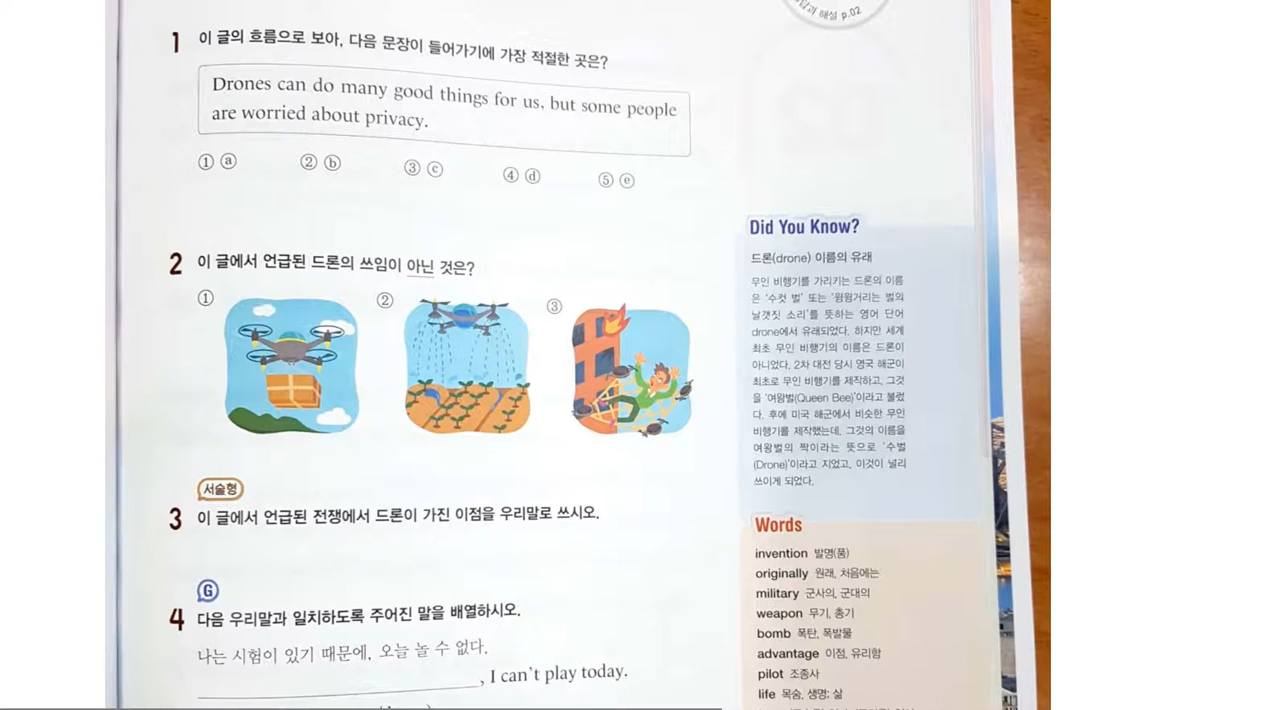 답과 해설 p.02
1 이 글의 흐름으로 보아, 다음 문장이 들어가기에 가장 적절한 곳은?
Drones can do many good things for us, but some people
are worried about privacy.
① ⓐ ② ⓑ ③ ⓒ ④ ⓓ ⑤ ⓔ
2 이 글에서 언급된 드론의 쓰임이 아닌 것은?
① ② ③
서술형
3 이 글에서 언급된 전쟁에서 드론이 가진 이점을 우리말로 쓰시오.
G
4 다음 우리말과 일치하도록 주어진 말을 배열하시오.
나는 시험이 있기 때문에, 오늘 놀 수 없다.
, I can't play today.
Did You Know?
드론(drone) 이름의 유래
무인 비행기를 가리키는 드론의 이름
은 '수컷 벌' 또는 '윙윙거리는 벌의
날갯짓 소리'를 뜻하는 영어 단어
drone에서 유래되었다. 하지만 세계
최초 무인 비행기의 이름은 드론이
아니었다. 2차 대전 당시 영국 해군이
최초로 무인 비행기를 제작하고, 그것
을 '여왕벌(Queen Bee)'이라고 불렀
다. 후에 미국 해군에서 비슷한 무인
비행기를 제작했는데, 그것의 이름을
여왕벌의 짝이라는 뜻으로 '수벌
(Drone)'이라고 지었고, 이것이 널리
쓰이게 되었다.
Words
invention 발명(품)
originally 원래, 처음에는
military 군사의, 군대의
weapon 무기, 총기
bomb 폭탄, 폭발물
advantage 이점, 유리함
pilot 조종사
life 목숨, 생명; 삶